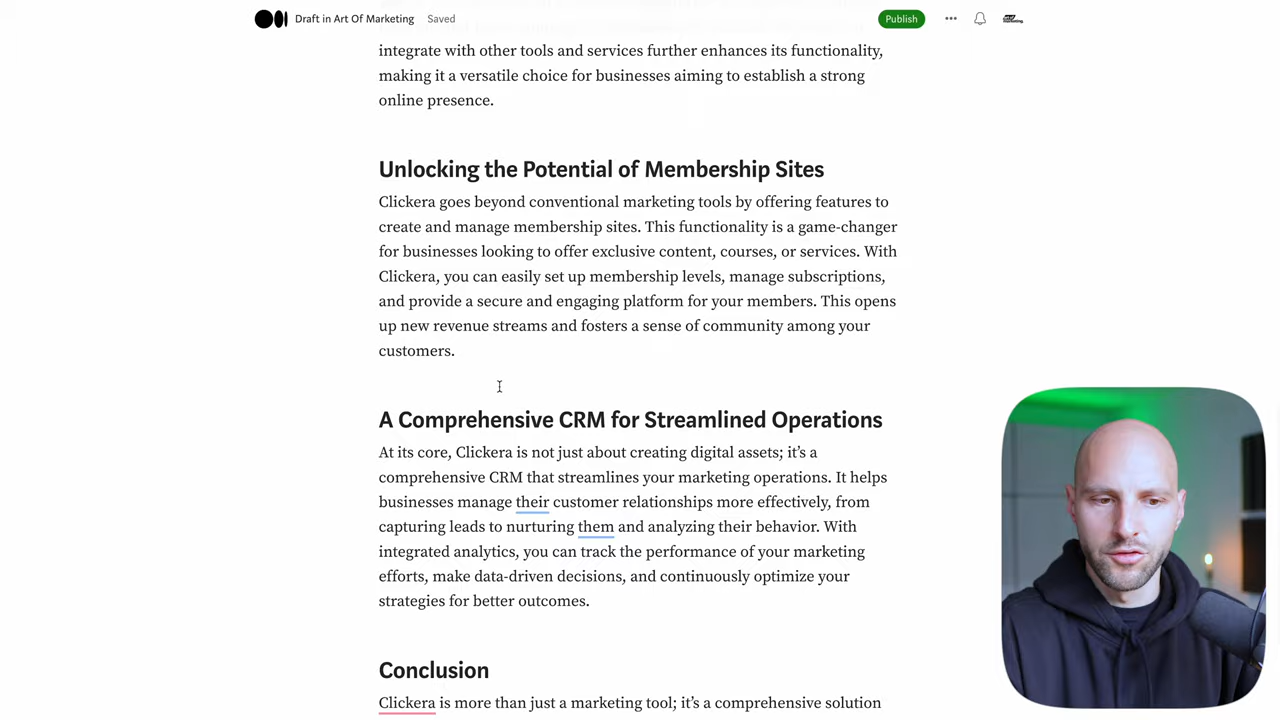 Draft in Art Of Marketing Saved
Publish
integrate with other tools and services further enhances its functionality,
making it a versatile choice for businesses aiming to establish a strong
online presence.
Unlocking the Potential of Membership Sites
Clickera goes beyond conventional marketing tools by offering features to
create and manage membership sites. This functionality is a game-changer
for businesses looking to offer exclusive content, courses, or services. With
Clickera, you can easily set up membership levels, manage subscriptions,
and provide a secure and engaging platform for your members. This opens
up new revenue streams and fosters a sense of community among your
customers.
A Comprehensive CRM for Streamlined Operations
At its core, Clickera is not just about creating digital assets; it’s a
comprehensive CRM that streamlines your marketing operations. It helps
businesses manage their customer relationships more effectively, from
capturing leads to nurturing them and analyzing their behavior. With
integrated analytics, you can track the performance of your marketing
efforts, make data-driven decisions, and continuously optimize your
strategies for better outcomes.
Conclusion
Clickera is more than just a marketing tool; it’s a comprehensive solution